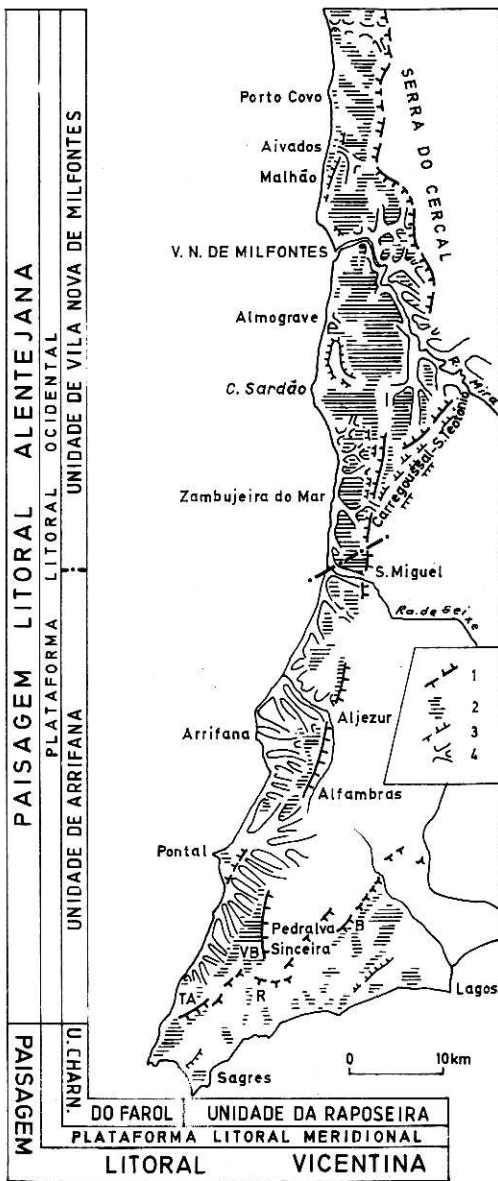 PAISAGEM LITORAL ALENTEJANA
PLATAFORMA LITORAL OCIDENTAL
UNIDADE DE VILA NOVA DE MILFONTES
UNIDADE DE ARRIFANA
Porto Covo
SERRA DO CERCAL
Aivados
Malhão
V. N. DE MILFONTES
Almograve
R. Mira
C. Sardão
Carregoussal-S. Teotónio
Zambujeira do Mar
S. Miguel
Ra. de Seixe
1
2
3
4
Aljezur
Arrifana
Alfambras
Pontal
Pedralva
B
VB
Sinceira
TA
R
Lagos
Sagres
0 10km
PAISAGEM
U. CHARN.
DO FAROL UNIDADE DA RAPOSEIRA
PLATAFORMA LITORAL MERIDIONAL
LITORAL VICENTINA